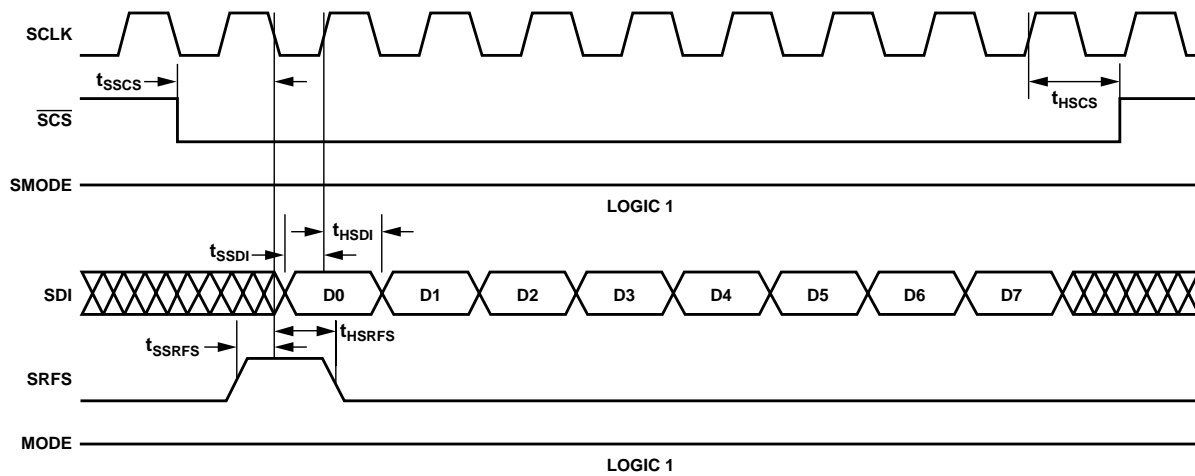 SCLK
tSSCS
tHSCS
SCS
SMODE
LOGIC 1
tHSDI
tSSDI
SDI
D0 D1 D2 D3 D4 D5 D6 D7
tHSRFS
tSSRFS
SRFS
MODE
LOGIC 1